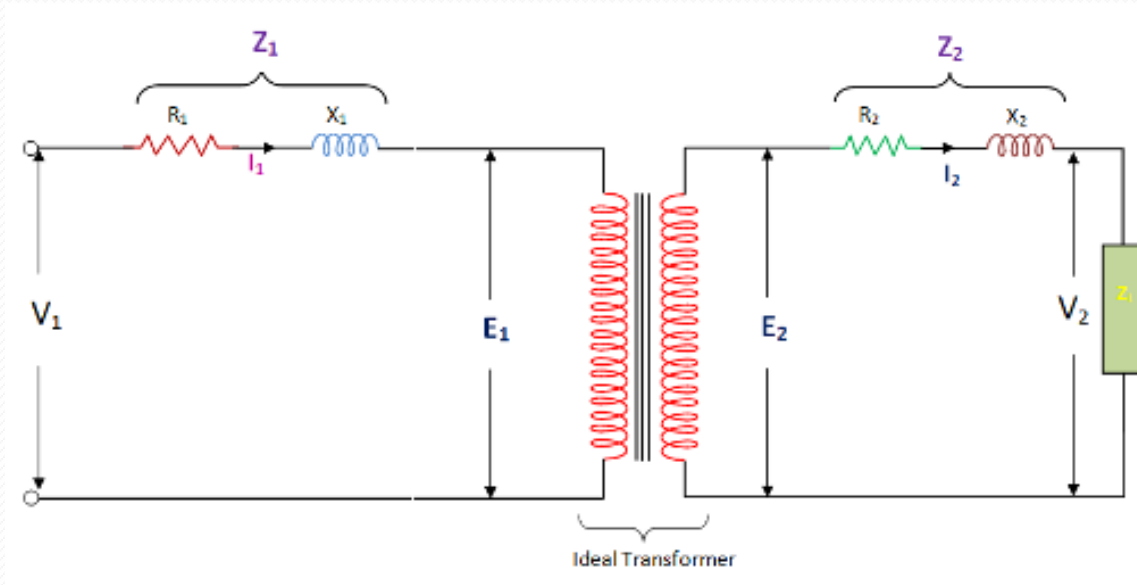 Z₁
Z₂
R₁
X₁
R₂
X₂
I₁
I₂
V₁
E₁
E₂
V₂
Ideal Transformer